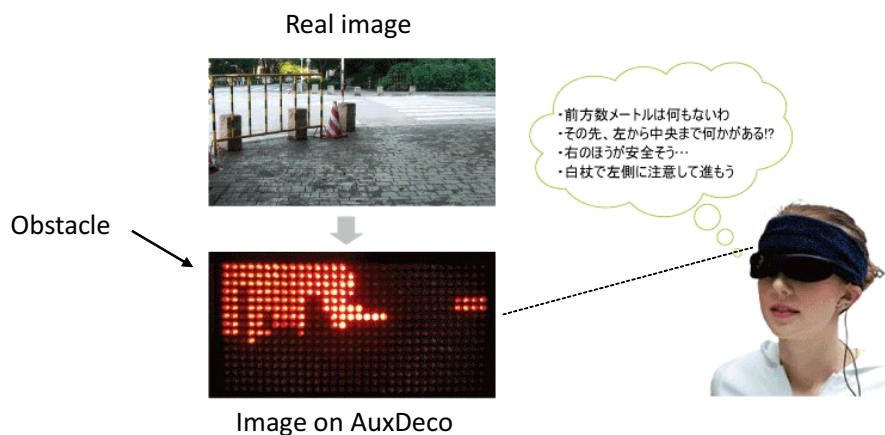 Real image
・前方数メートルは何もないわ
・その先、左から中央まで何かがある!?
・右のほうが安全そう…
・白杖で左側に注意して進もう
Obstacle
Image on AuxDeco